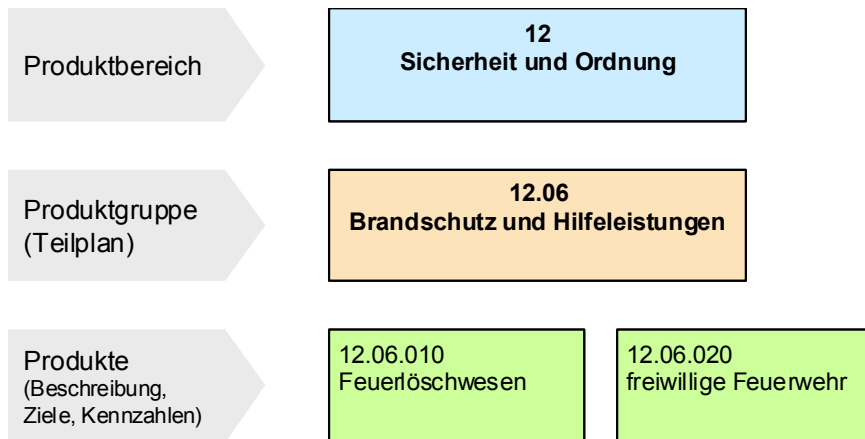 Produktbereich
12
Sicherheit und Ordnung
Produktgruppe
(Teilplan)
12.06
Brandschutz und Hilfeleistungen
Produkte
(Beschreibung,
Ziele, Kennzahlen)
12.06.010
Feuerlöschwesen
12.06.020
freiwillige Feuerwehr